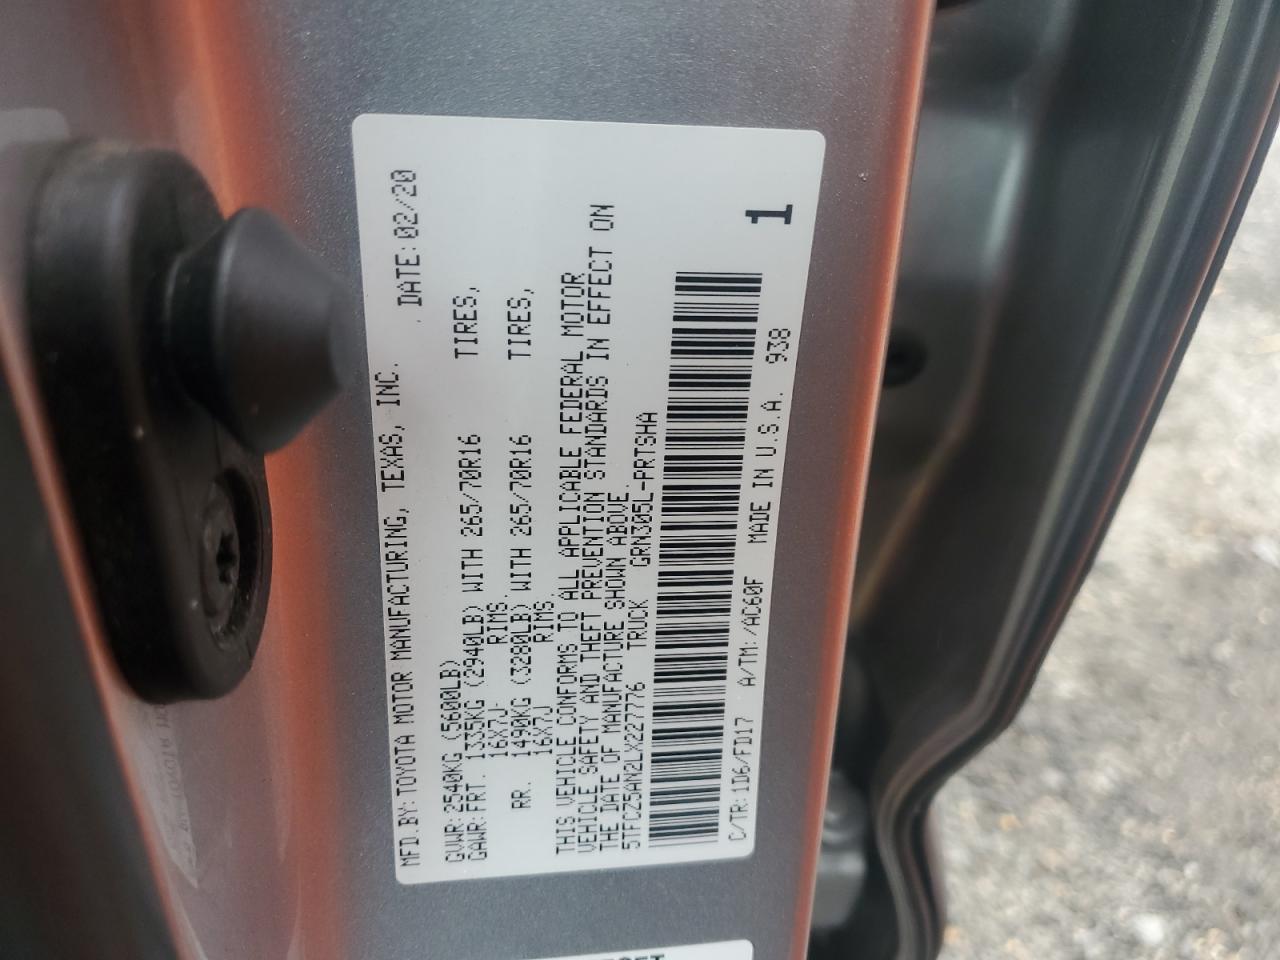 MFD.BY:TOYOTA MOTOR MANUFACTURING, TEXAS, INC. DATE:02/20
GVWR:2540KG (5600LB)
GAWR:FRT. 1335KG (2940LB) WITH 265/70R16 TIRES,
16X7J RIMS
RR. 1490KG (3280LB) WITH 265/70R16 TIRES,
16X7J RIMS
THIS VEHICLE CONFORMS TO ALL APPLICABLE FEDERAL MOTOR
VEHICLE SAFETY AND THEFT PREVENTION STANDARDS IN EFFECT ON
THE DATE OF MANUFACTURE SHOWN ABOVE.
5TFCZ5AN2LX227776 TRUCK GRN305L-PRTSHA
C/TR:1D6/FD17 A/TM:/AC60F MADE IN U.S.A. 938
1